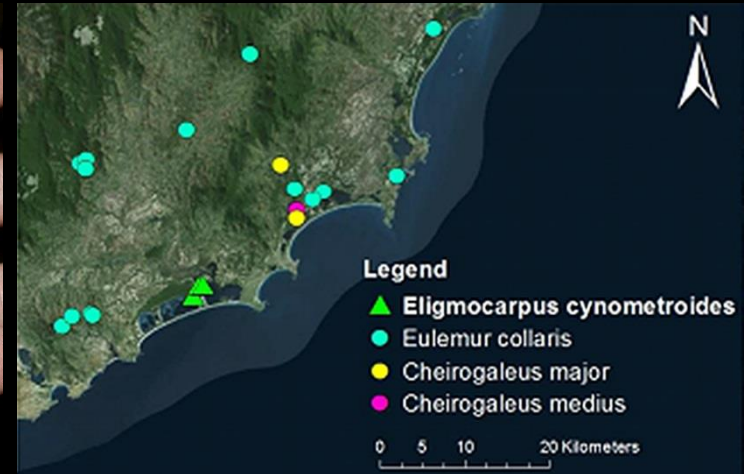 N
Legend
Eligmocarpus cynometroides
Eulemur collaris
Cheirogaleus major
Cheirogaleus medius
0 5 10 20 Kilometers